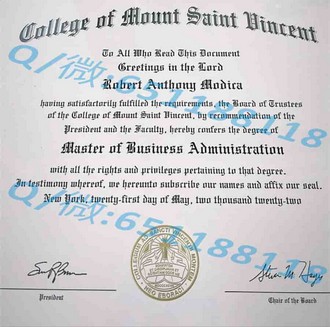 College of Mount Saint Vincent
To All Who Read This Document
Greetings in the Lord
Robert Anthony Modica
having satisfactorily fulfilled the requirements, the Board of Trustees
of the College of Mount Saint Vincent, by recommendation of the
President and the Faculty, hereby confers the degree of
Master of Business Administration
with all the rights and privileges pertaining to that degree.
In testimony whereof, we hereunto subscribe our names and affix our seal.
New York, twenty-first day of May, two thousand twenty-two
President
Chair of the Board
Q/微:651188118
Q/微:651188118